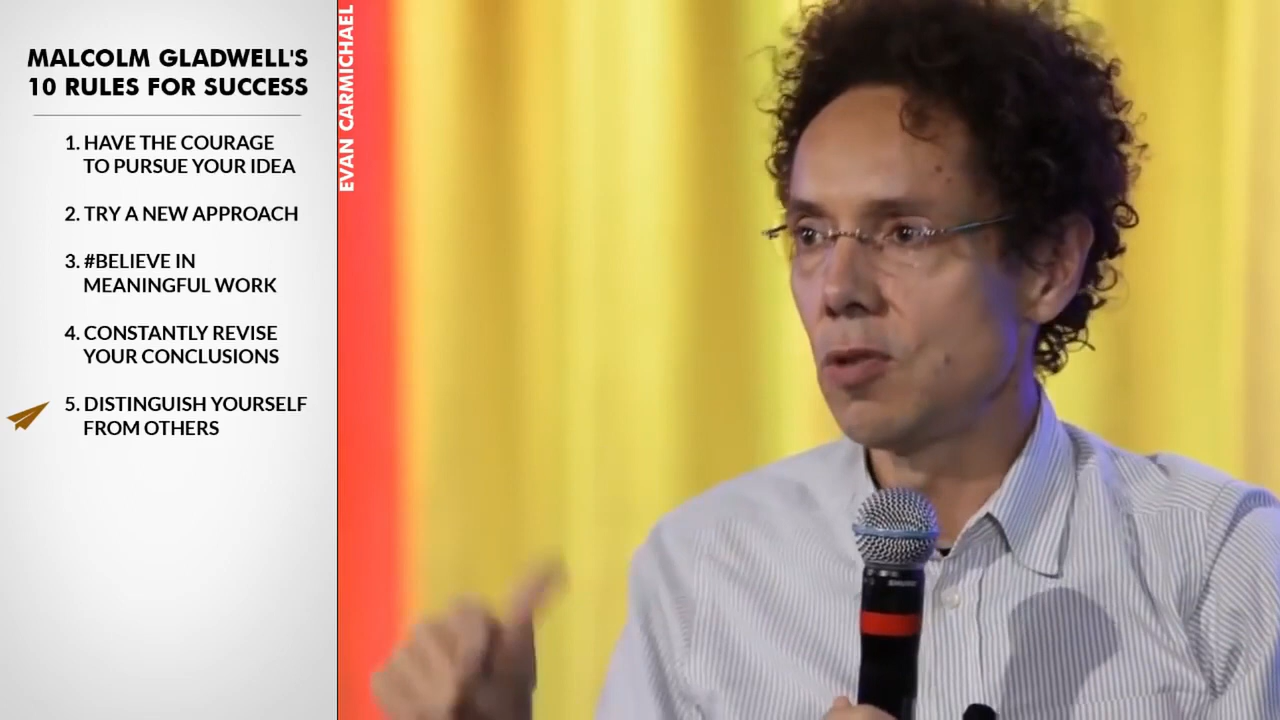 MALCOLM GLADWELL'S
10 RULES FOR SUCCESS
1. HAVE THE COURAGE
TO PURSUE YOUR IDEA
2. TRY A NEW APPROACH
3. #BELIEVE IN
MEANINGFUL WORK
4. CONSTANTLY REVISE
YOUR CONCLUSIONS
5. DISTINGUISH YOURSELF
FROM OTHERS
EVAN CARMICHAEL